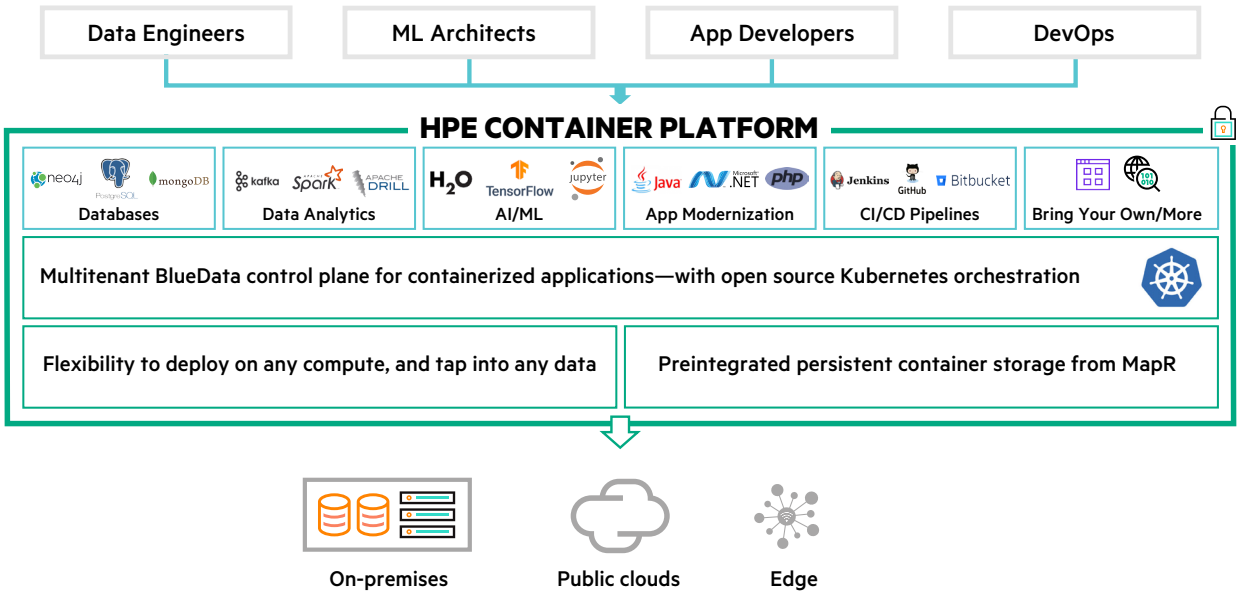 Data Engineers
ML Architects
App Developers
DevOps
HPE CONTAINER PLATFORM
neo4j
PostgreSQL
mongoDB
Databases
kafka
APACHE
Spark
APACHE
DRILL
Data Analytics
H2O
TensorFlow
jupyter
AI/ML
Java
Microsoft
.NET
php
App Modernization
Jenkins
GitHub
Bitbucket
CI/CD Pipelines
101
010
Bring Your Own/More
Multitenant BlueData control plane for containerized applications—with open source Kubernetes orchestration
Flexibility to deploy on any compute, and tap into any data
Preintegrated persistent container storage from MapR
On-premises
Public clouds
Edge